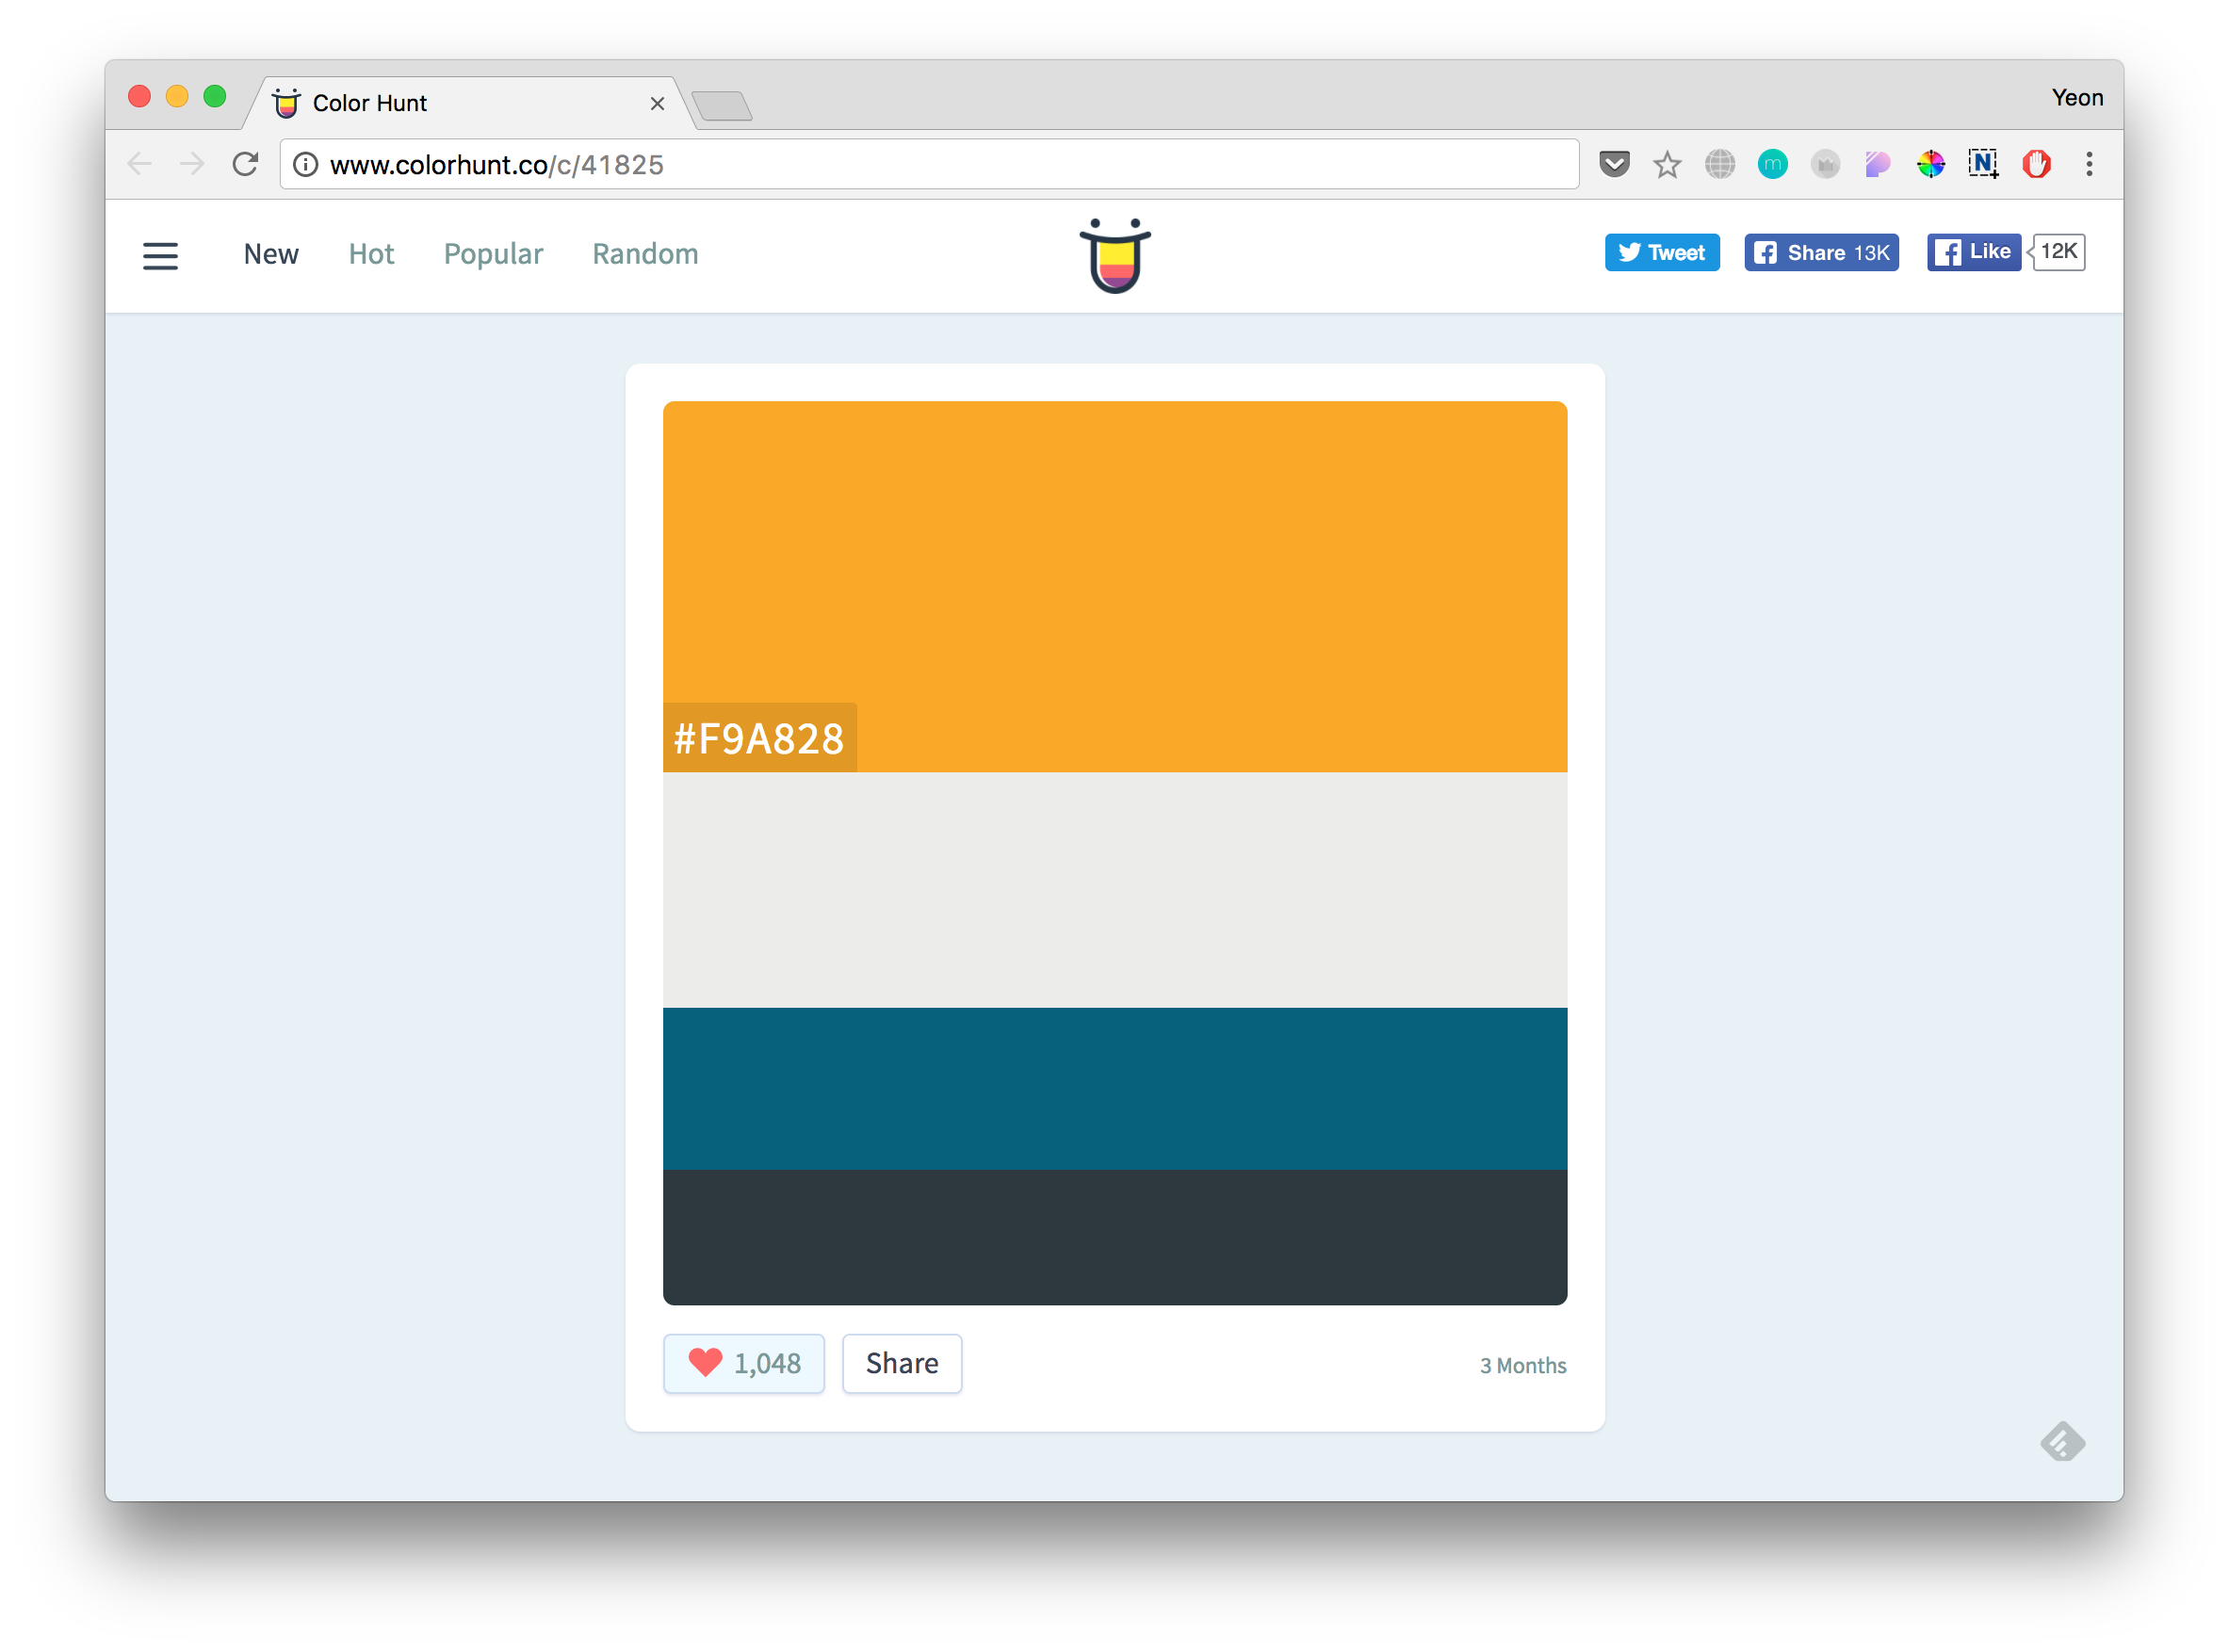 Color Hunt
Yeon
www.colorhunt.co/c/41825
New Hot Popular Random
Tweet Share 13K Like 12K
#F9A828
1,048 Share 3 Months